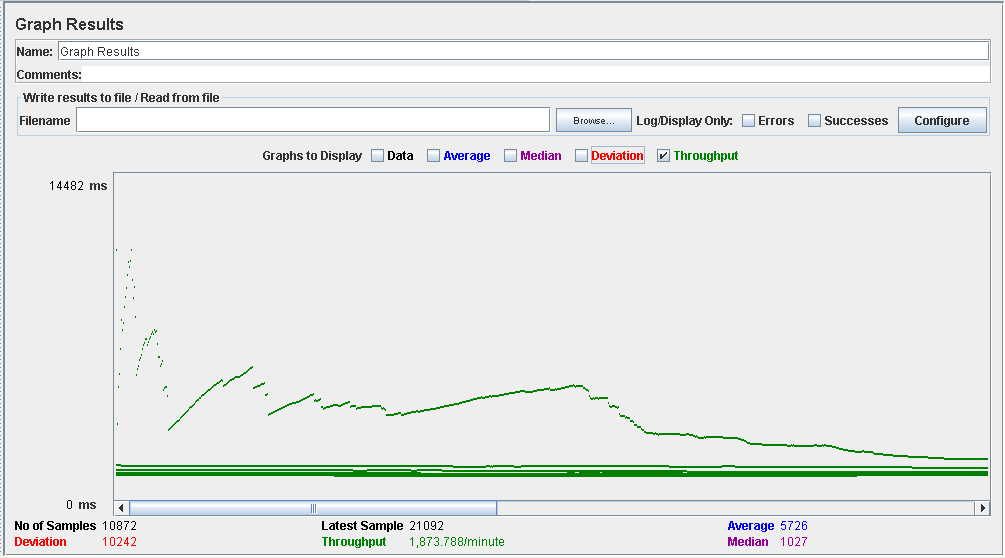 Graph Results
Name: Graph Results
Comments:
Write results to file / Read from file
Filename Browse... Log/Display Only: Errors Successes Configure
Graphs to Display Data Average Median Deviation Throughput
14482 ms
0 ms
No of Samples 10872 Latest Sample 21092 Average 5726
Deviation 10242 Throughput 1,873.788/minute Median 1027